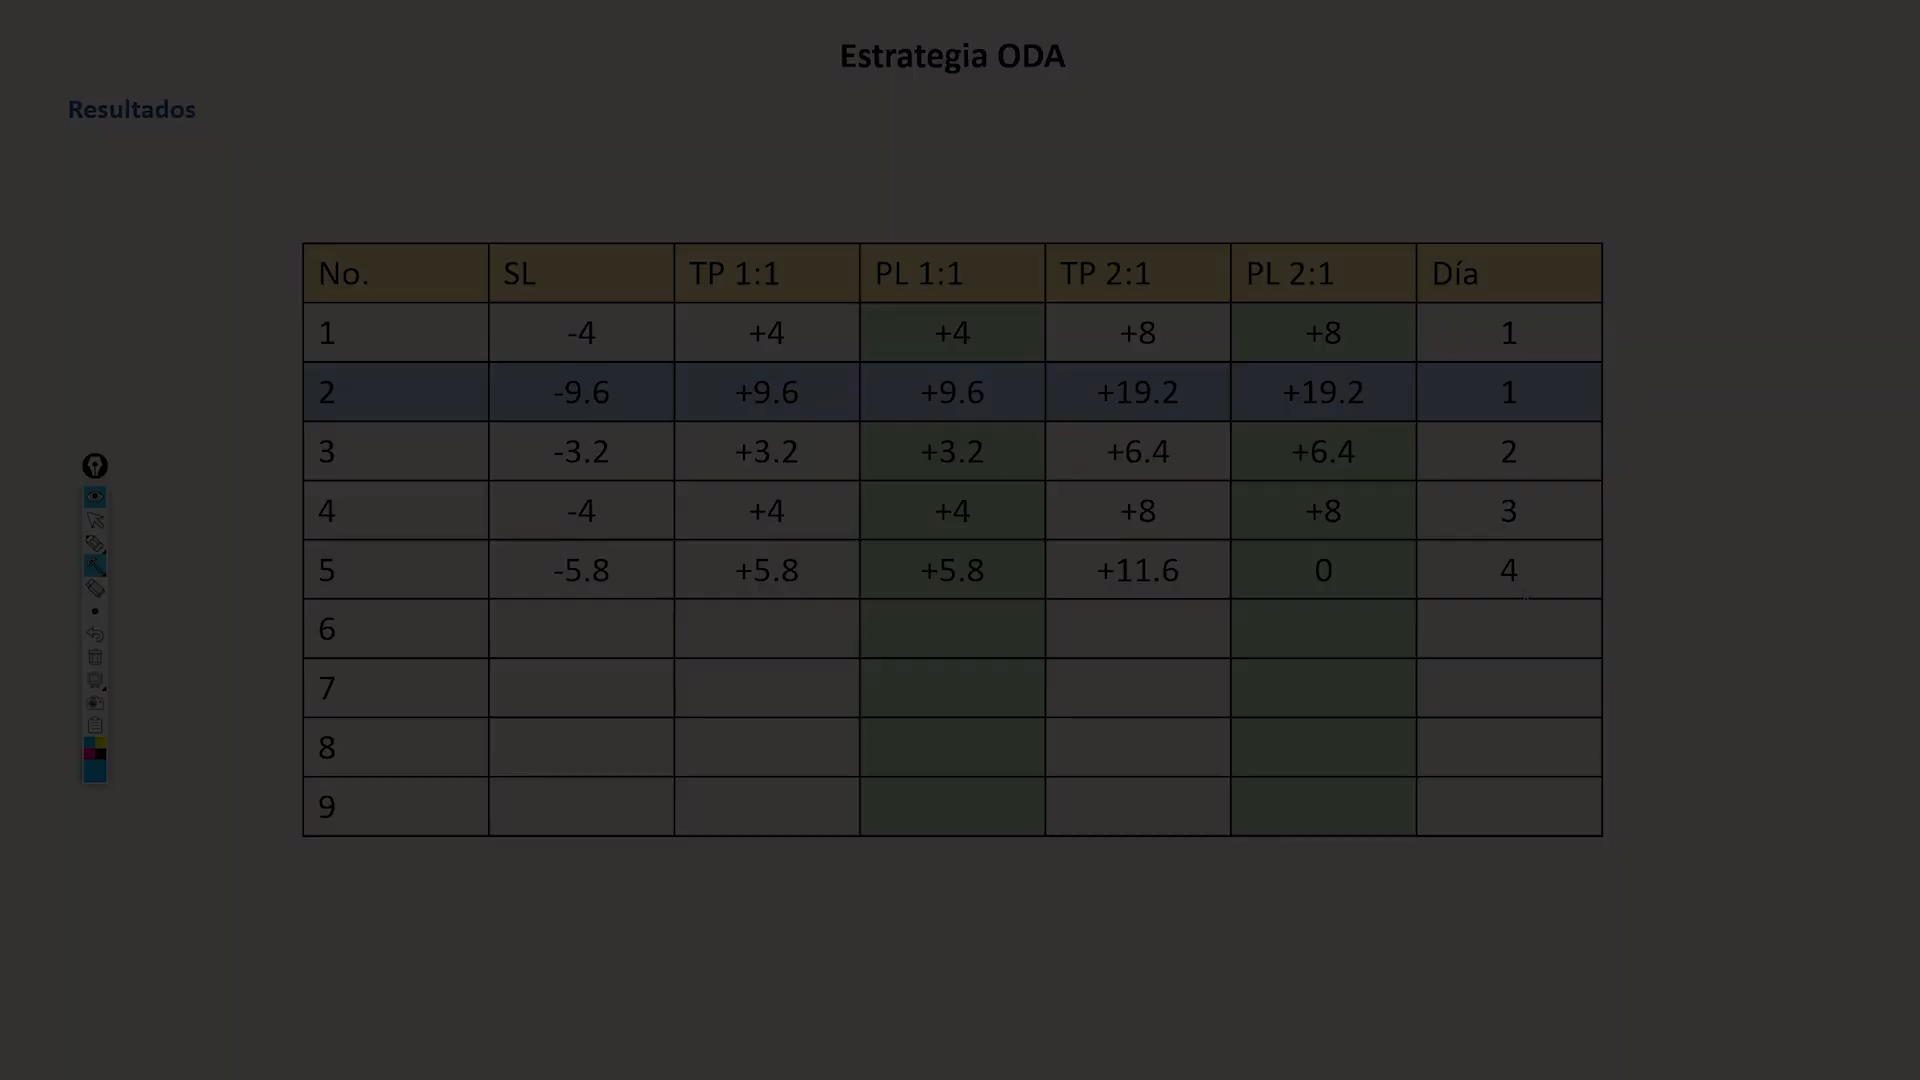 Estrategia ODA
Resultados
No. SL TP 1:1 PL 1:1 TP 2:1 PL 2:1 Día
1 -4 +4 +4 +8 +8 1
2 -9.6 +9.6 +9.6 +19.2 +19.2 1
3 -3.2 +3.2 +3.2 +6.4 +6.4 2
4 -4 +4 +4 +8 +8 3
5 -5.8 +5.8 +5.8 +11.6 0 4
6
7
8
9